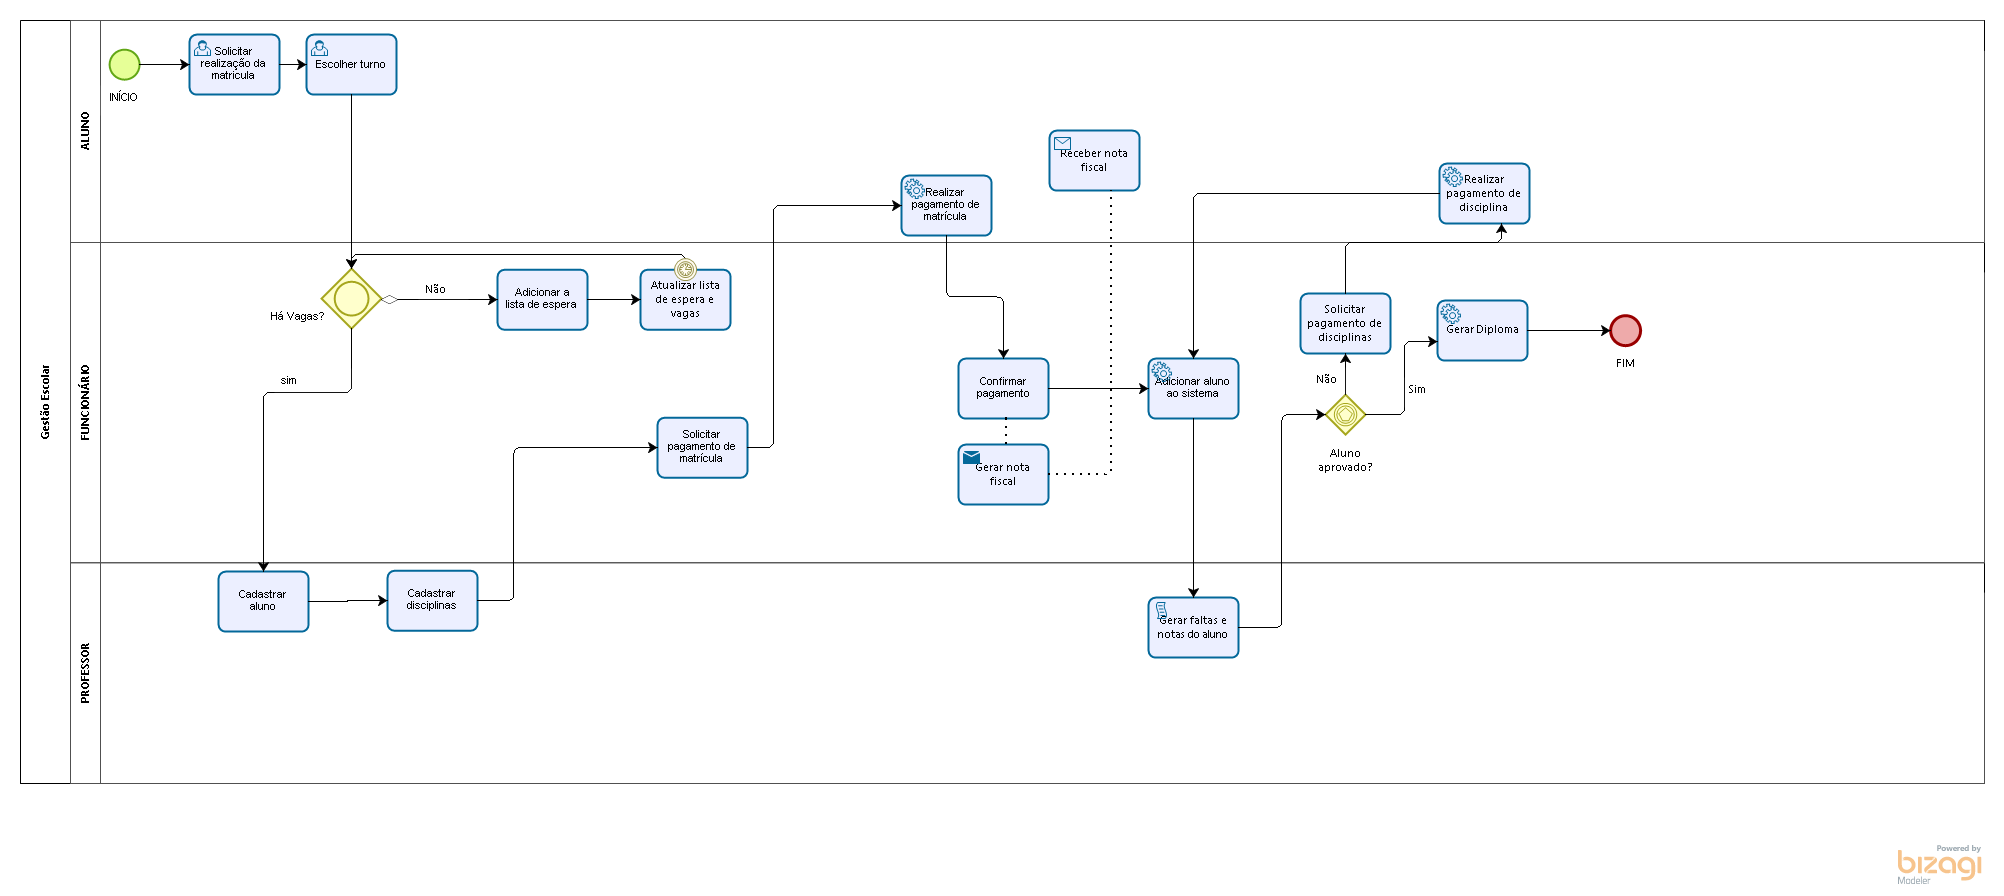 Gestão Escolar
ALUNO
INÍCIO
Solicitar
realização da
matricula
Escolher turno
Realizar
pagamento de
matrícula
Receber nota
fiscal
Realizar
pagamento de
disciplina
FUNCIONÁRIO
Há Vagas?
Não
sim
Adicionar a
lista de espera
Atualizar lista
de espera e
vagas
Solicitar
pagamento de
matrícula
Confirmar
pagamento
Gerar nota
fiscal
Adicionar aluno
ao sistema
Solicitar
pagamento de
disciplinas
Não
Sim
Aluno
aprovado?
Gerar Diploma
FIM
PROFESSOR
Cadastrar
aluno
Cadastrar
disciplinas
Gerar faltas e
notas do aluno
Powered by
bizagi
Modeler